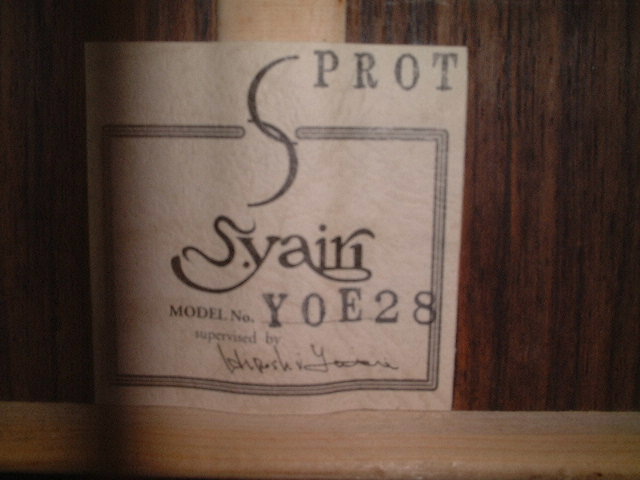 PROT
S.yairi
MODEL No. YOE28
supervised by